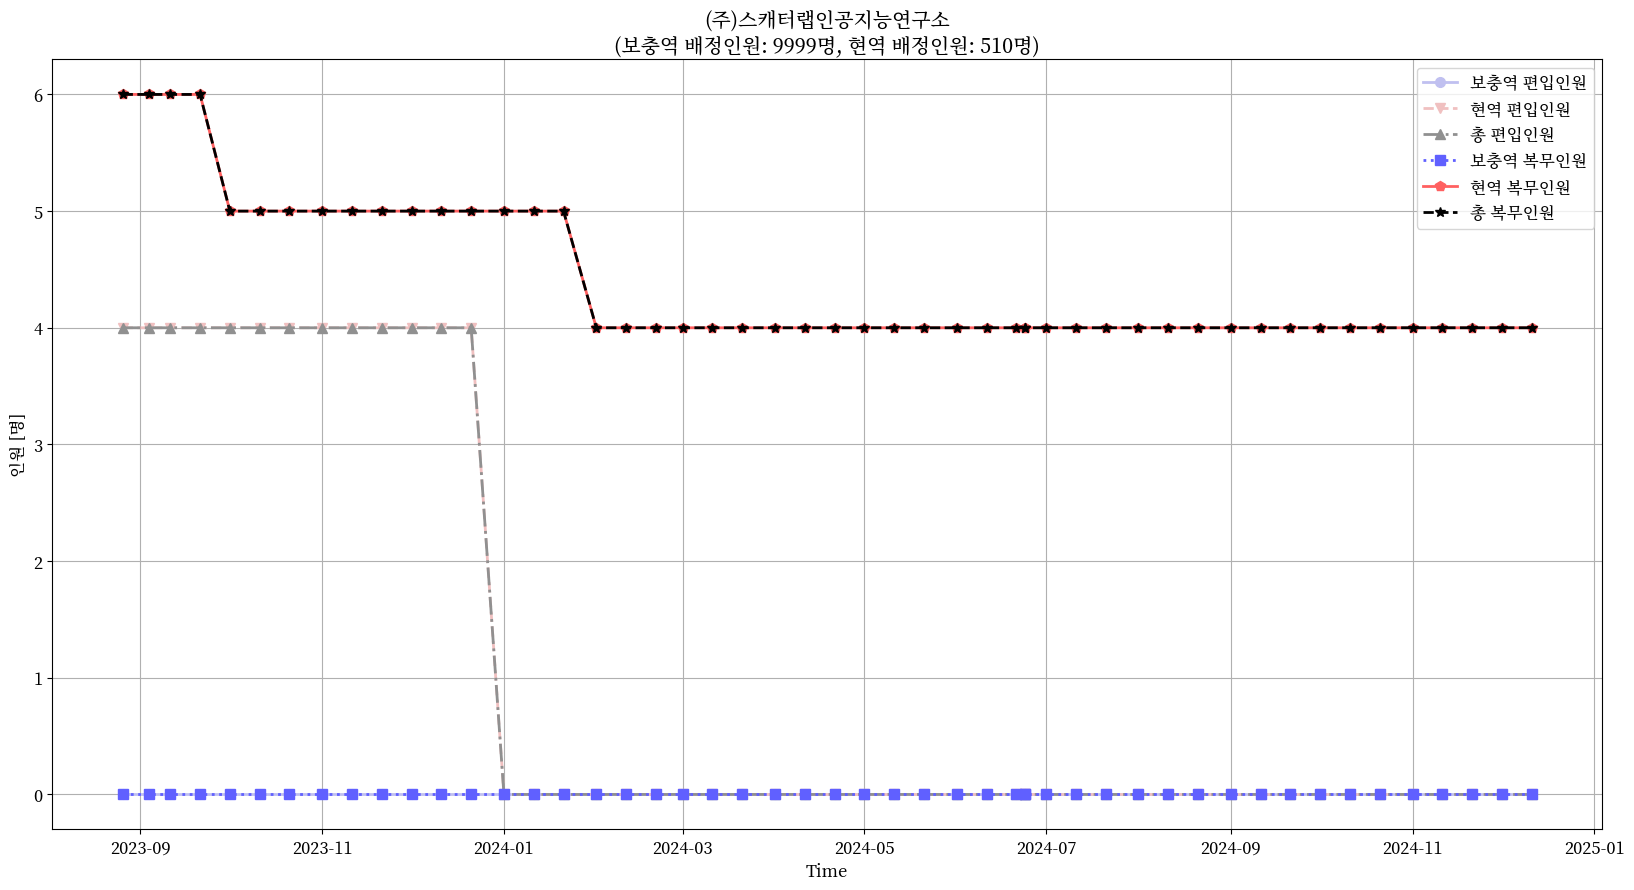 (주)스캐터랩인공지능연구소
(보충역 배정인원: 9999명, 현역 배정인원: 510명)
보충역 편입인원
현역 편입인원
총 편입인원
보충역 복무인원
현역 복무인원
총 복무인원
6
5
4
3
2
1
0
인원 [명]
2023-09
2023-11
2024-01
2024-03
2024-05
2024-07
2024-09
2024-11
2025-01
Time